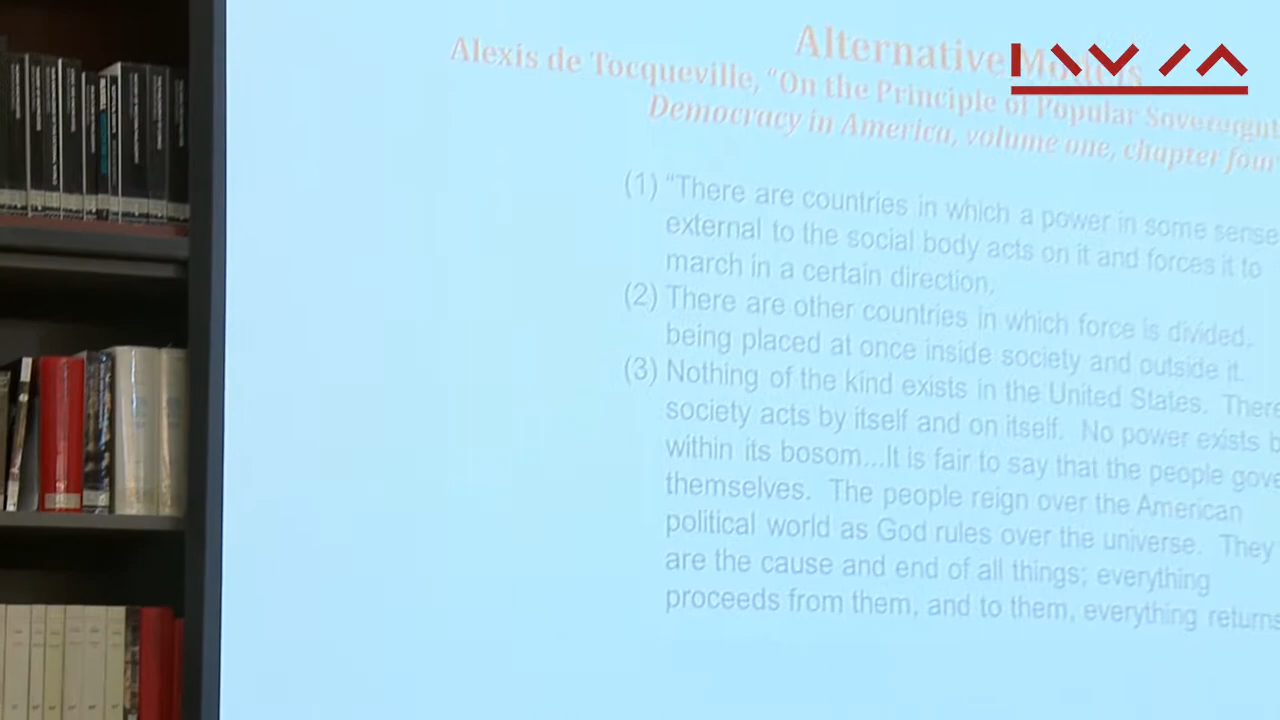 Alternative Models
Alexis de Tocqueville, “On the Principle of Popular Sovereignt
Democracy in America, volume one, chapter four
(1) “There are countries in which a power in some sense
external to the social body acts on it and forces it to
march in a certain direction.
(2) There are other countries in which force is divided,
being placed at once inside society and outside it.
(3) Nothing of the kind exists in the United States. There
society acts by itself and on itself. No power exists b
within its bosom...It is fair to say that the people gove
themselves. The people reign over the American
political world as God rules over the universe. They
are the cause and end of all things; everything
proceeds from them, and to them, everything returns